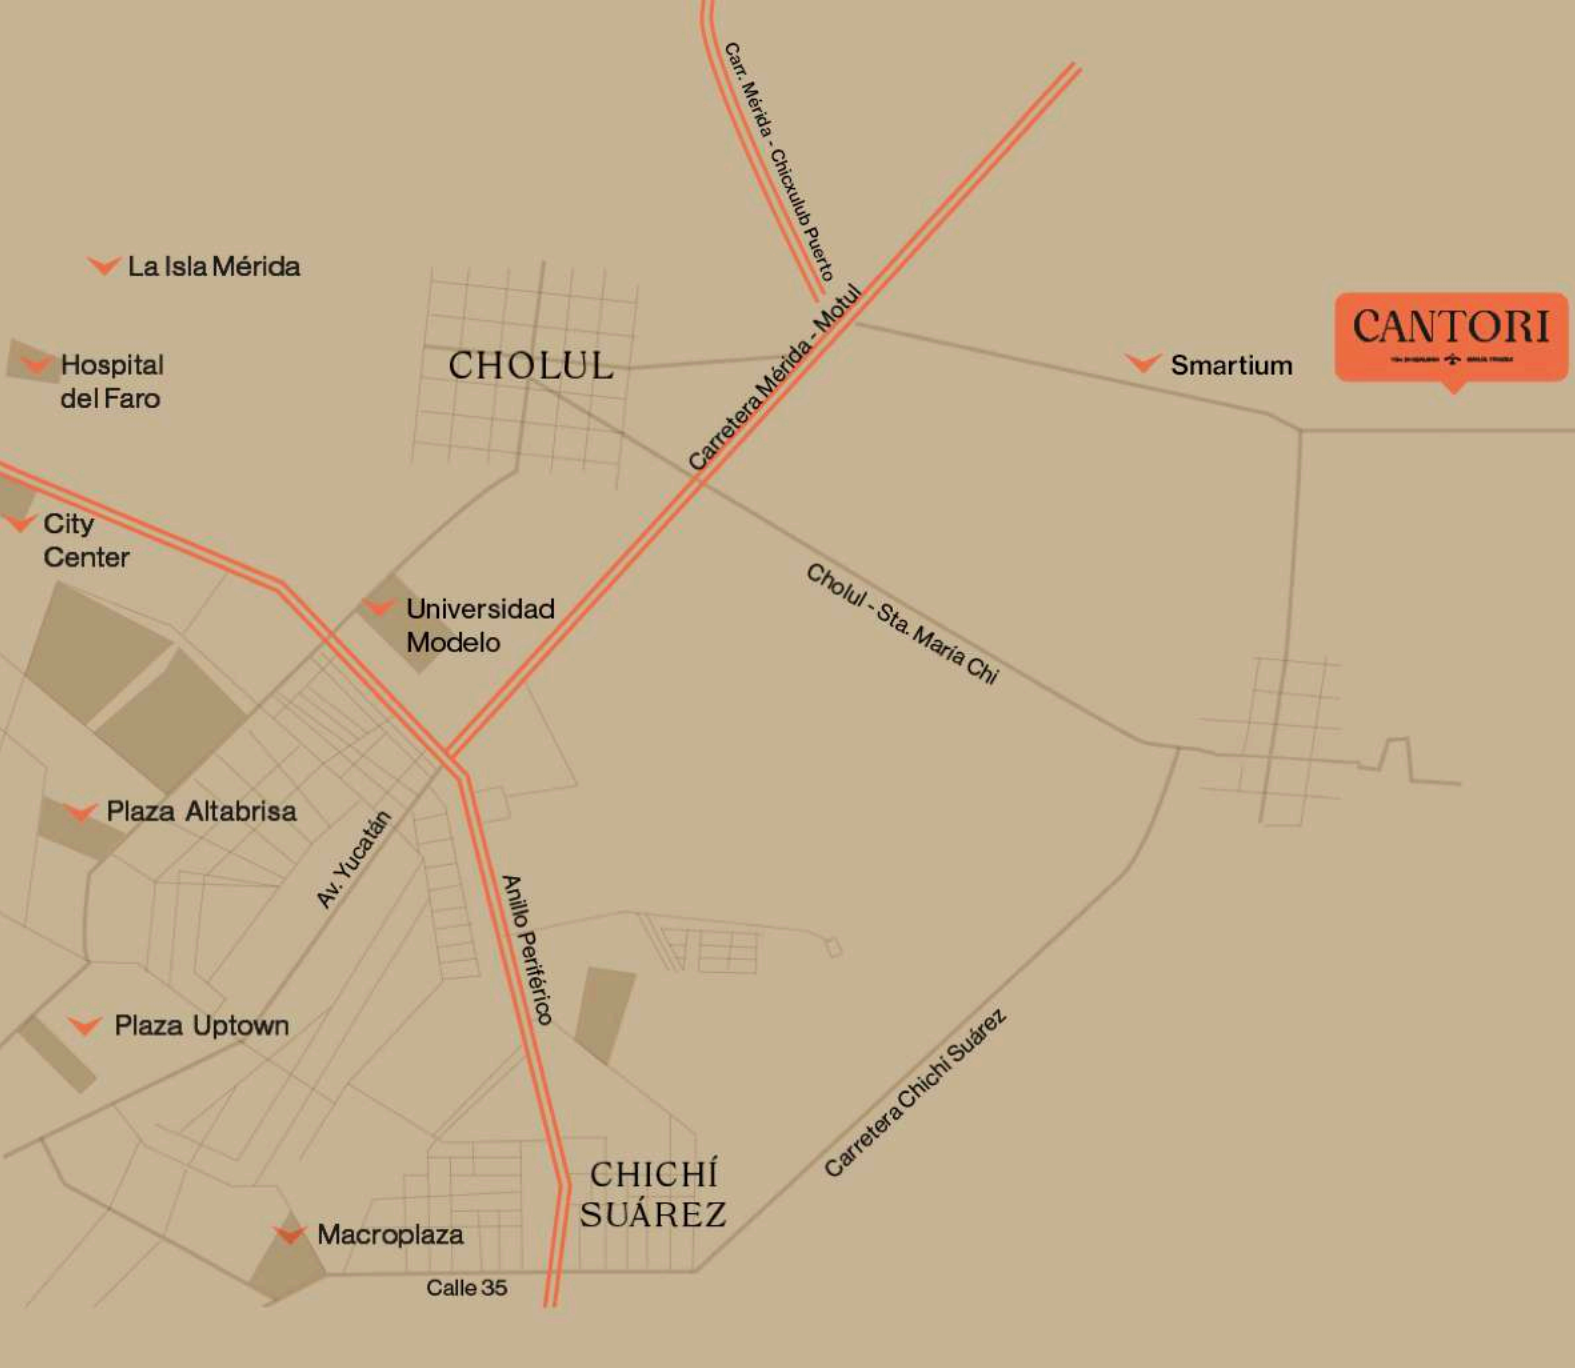 Carr. Mérida - Chicxulub Puerto
La Isla Mérida
Carretera Mérida - Motul
CANTORI
Hospital
del Faro
CHOLUL
Smartium
City
Center
Universidad
Modelo
Cholul - Sta. María Chi
Plaza Altabrisa
Av. Yucatán
Anillo Periférico
Plaza Uptown
Carretera Chichi Suárez
CHICHÍ
SUÁREZ
Macroplaza
Calle 35